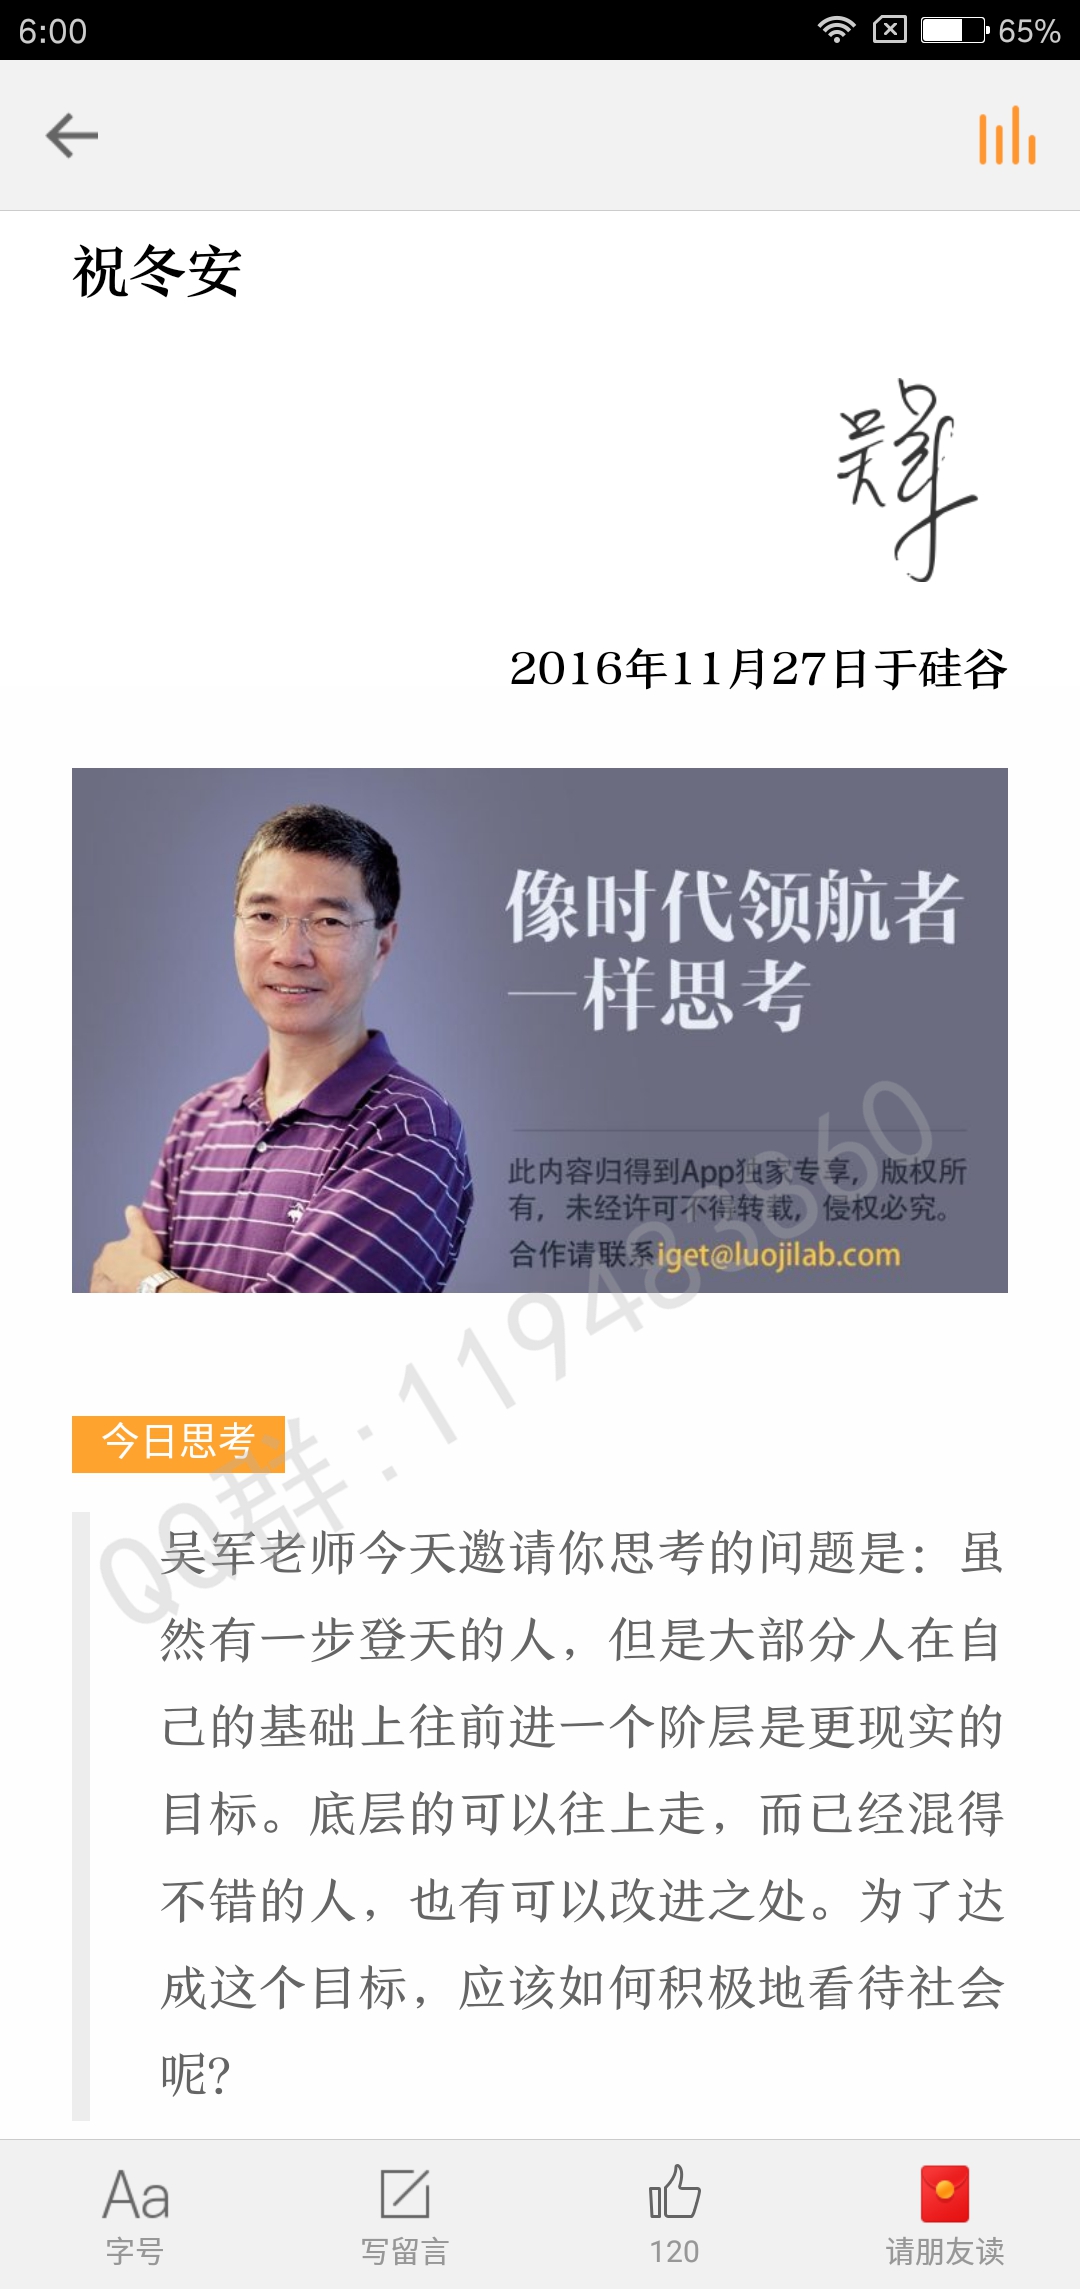 6:00
65%
祝冬安
吴军
2016年11月27日于硅谷
像时代领航者
一样思考
此内容归得到App独家专享，版权所
有，未经许可不得转载，侵权必究。
合作请联系iget@luojilab.com
QQ群：119483860
今日思考
吴军老师今天邀请你思考的问题是：虽
然有一步登天的人，但是大部分人在自
己的基础上往前进一个阶层是更现实的
目标。底层的可以往上走，而已经混得
不错的人，也有可以改进之处。为了达
成这个目标，应该如何积极地看待社会
呢？
Aa
字号
写留言
120
请朋友读